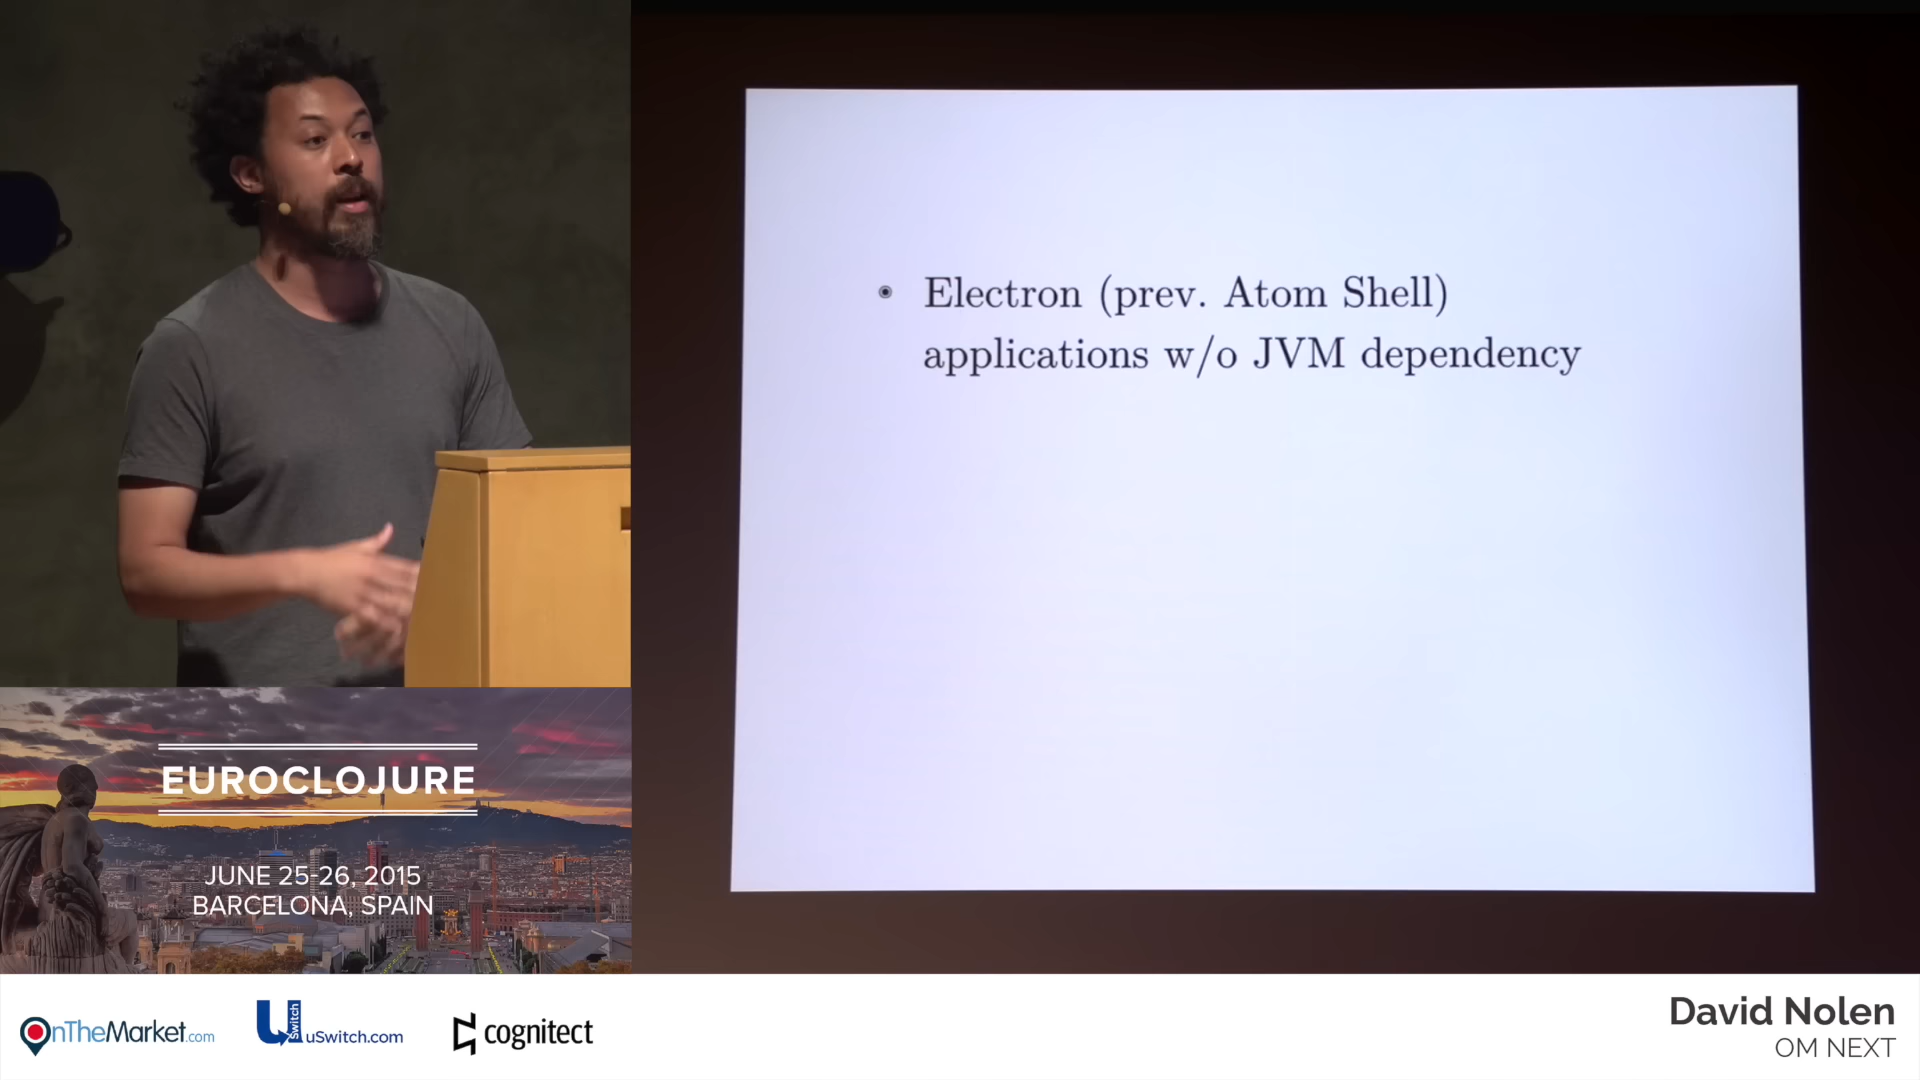 Electron (prev. Atom Shell)
applications w/o JVM dependency
EUROCLOJURE
JUNE 25-26, 2015
BARCELONA, SPAIN
OnTheMarket.com
uSwitch
uSwitch.com
cognitect
David Nolen
OM NEXT